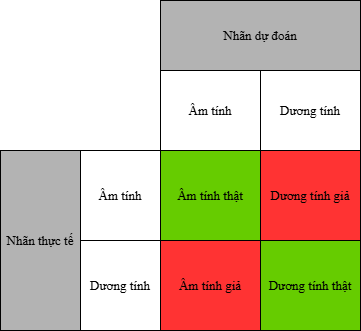 Nhãn dự đoán
Âm tính
Dương tính
Nhãn thực tế
Âm tính
Âm tính thật
Dương tính giả
Dương tính
Âm tính giả
Dương tính thật